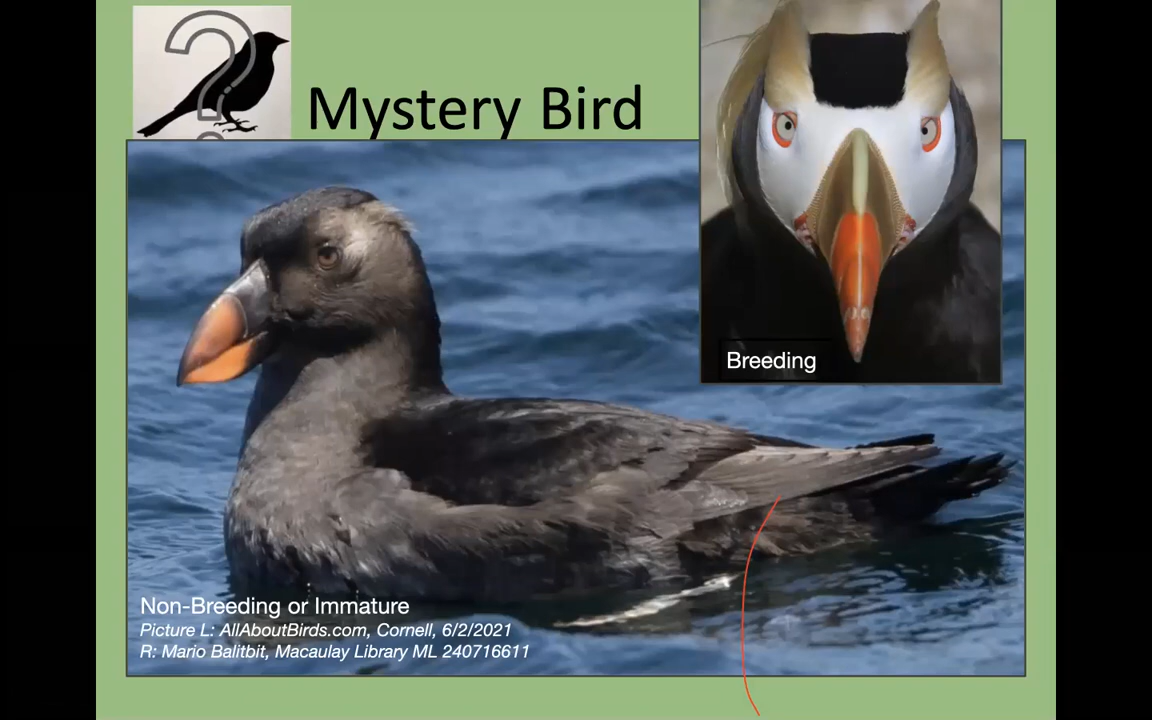 Mystery Bird
Breeding
Non-Breeding or Immature
Picture L: AllAboutBirds.com, Cornell, 6/2/2021
R: Mario Balitbit, Macaulay Library ML 240716611